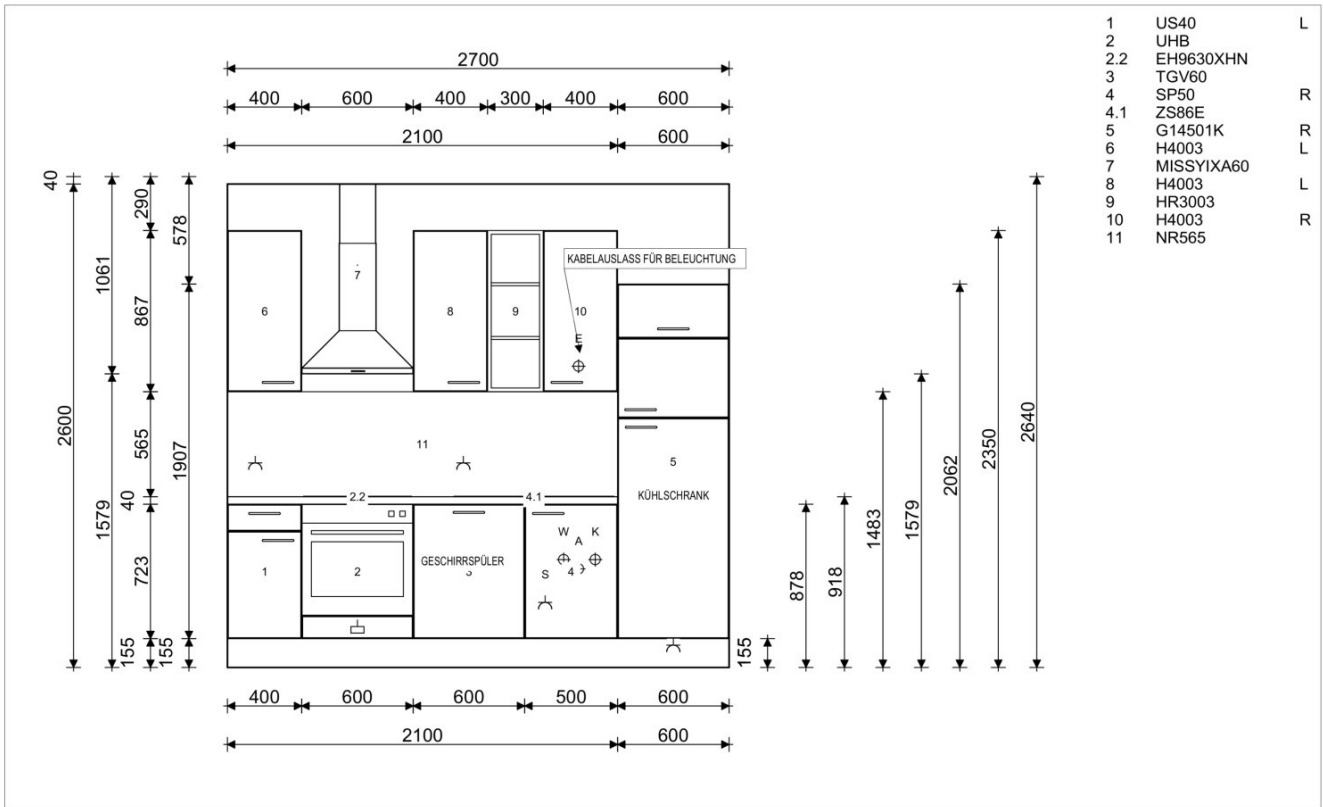 1 US40 L
2 UHB
2.2 EH9630XHN
3 TGV60
4 SP50 R
4.1 ZS86E
5 G14501K R
6 H4003 L
7 MISSYIXA60
8 H4003 L
9 HR3003
10 H4003 R
11 NR565
2700
400 600 400 300 400 600
2100 600
40
290
578
1061
867
2600
565
1907
40
1579
723
155
155
7
KABELAUSLASS FÜR BELEUCHTUNG
6
8
9
10
E
11
5
KÜHLSCHRANK
2.2
4.1
W K
A
GESCHIRRSPÜLER
1
2
S
4
155
878
918
1483
1579
2062
2350
2640
400 600 600 500 600
2100 600